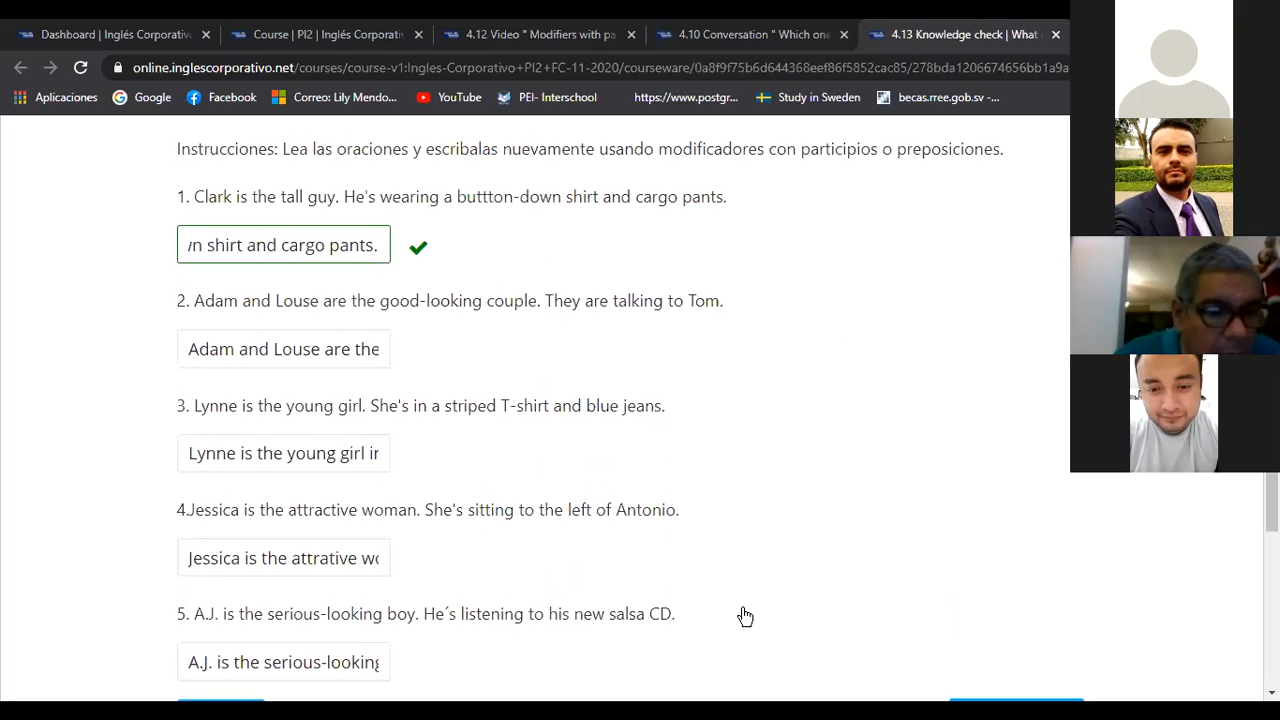 Dashboard | Inglés Corporativ
Course | PI2 | Inglés Corporati
4.12 Video " Modifiers with pa
4.10 Conversation " Which one
4.13 Knowledge check | What
online.inglescorporativo.net/courses/course-v1:Ingles-Corporativo+PI2+FC-11-2020/courseware/0a8f9f75b6d644368eef86f5852cac85/278bda1206674656bb1a9a
Aplicaciones
Google
Facebook
Correo: Lily Mendo...
YouTube
PEI- Interschool
https://www.postgr...
Study in Sweden
becas.rree.gob.sv -...
Instrucciones: Lea las oraciones y escribalas nuevamente usando modificadores con participios o preposiciones.
1. Clark is the tall guy. He's wearing a buttton-down shirt and cargo pants.
wn shirt and cargo pants.
2. Adam and Louse are the good-looking couple. They are talking to Tom.
Adam and Louse are the
3. Lynne is the young girl. She's in a striped T-shirt and blue jeans.
Lynne is the young girl in
4.Jessica is the attractive woman. She's sitting to the left of Antonio.
Jessica is the attrative wo
5. A.J. is the serious-looking boy. He´s listening to his new salsa CD.
A.J. is the serious-looking